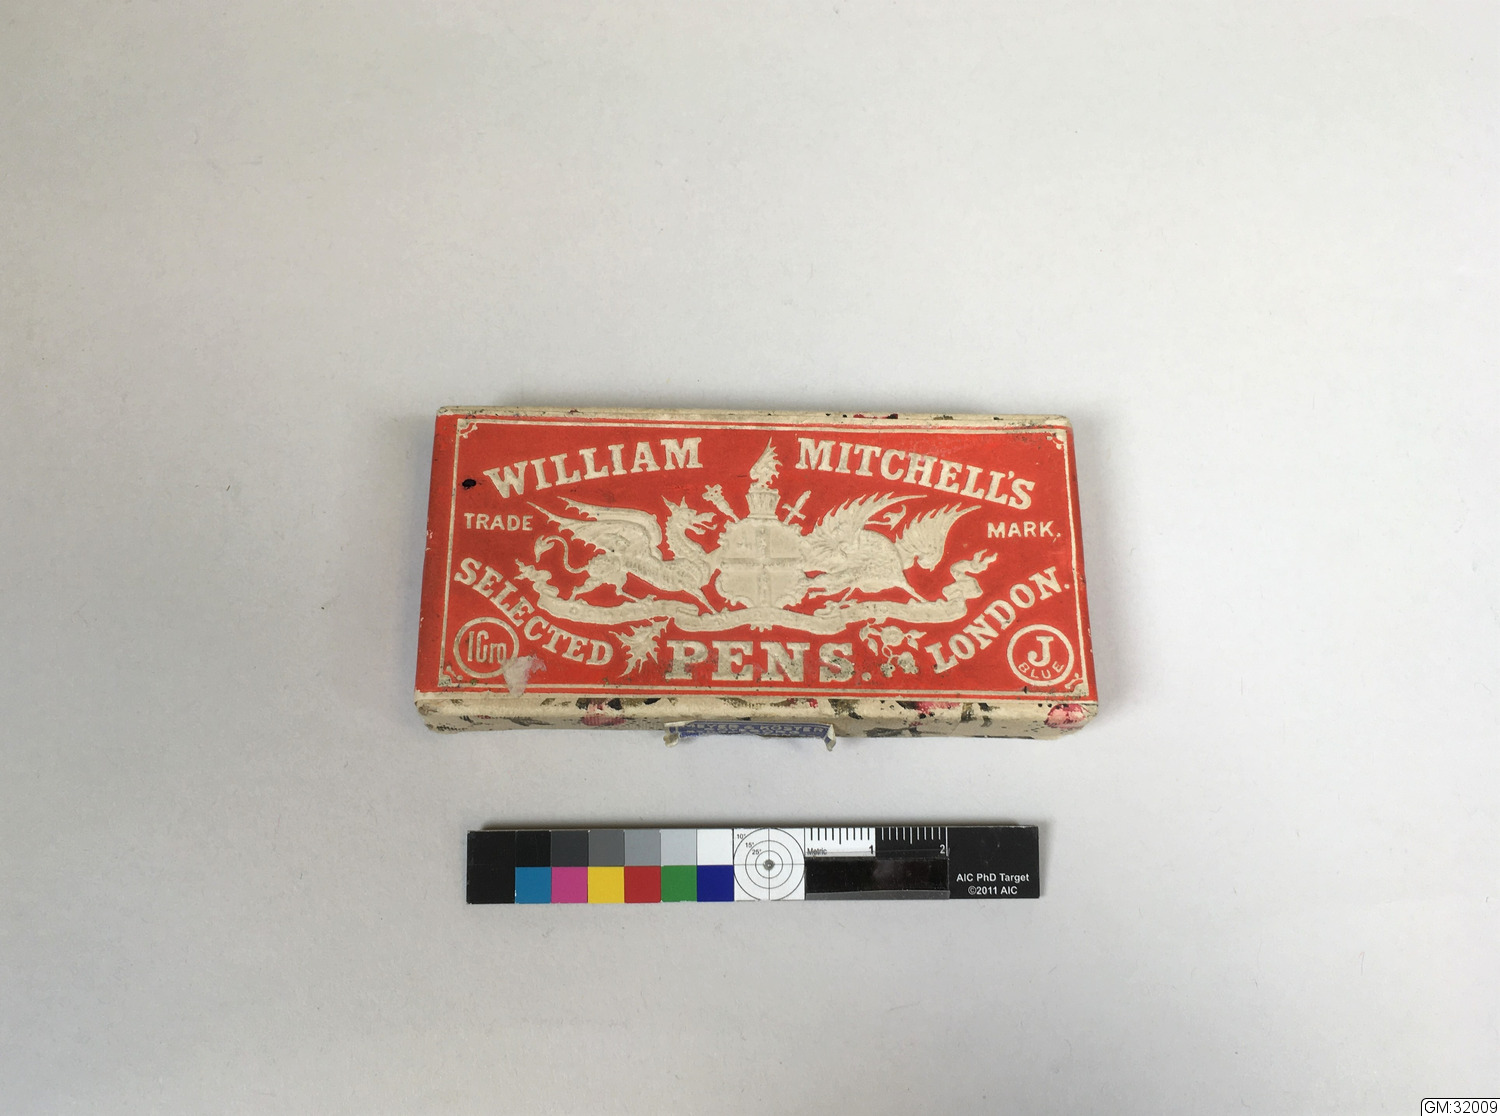 WILLIAM MITCHELL'S
TRADE MARK.
SELECTED PENS. LONDON.
1Gro
J
BLUE
10°
15°
25°
Metric
1
2
AIC PhD Target
©2011 AIC
GM:32009